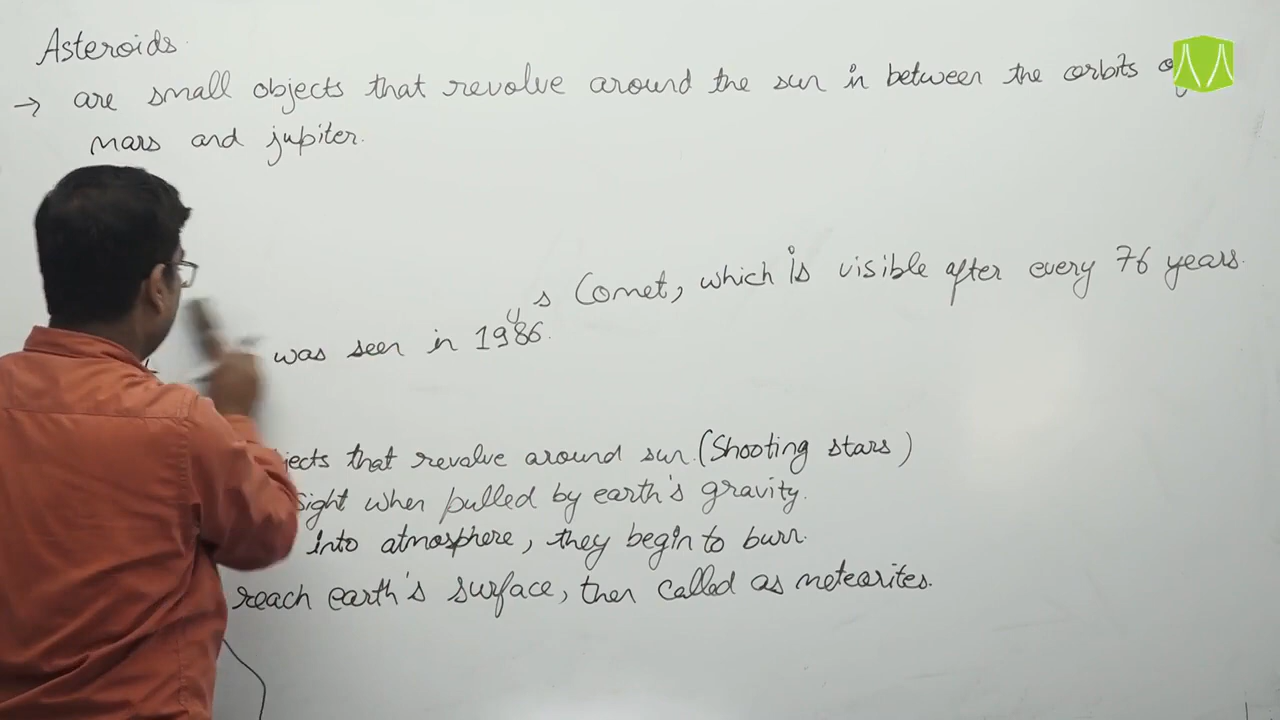 Asteroids.
→ are small objects that revolve around the sun in between the orbits
mars and jupiter.
s Comet, which is visible after every 76 years.
was seen in 1986.
jects that revolve around sun. (Shooting stars)
sight when pulled by earth's gravity.
into atmosphere, they begin to burn.
reach earth's surface, then called as meteorites.